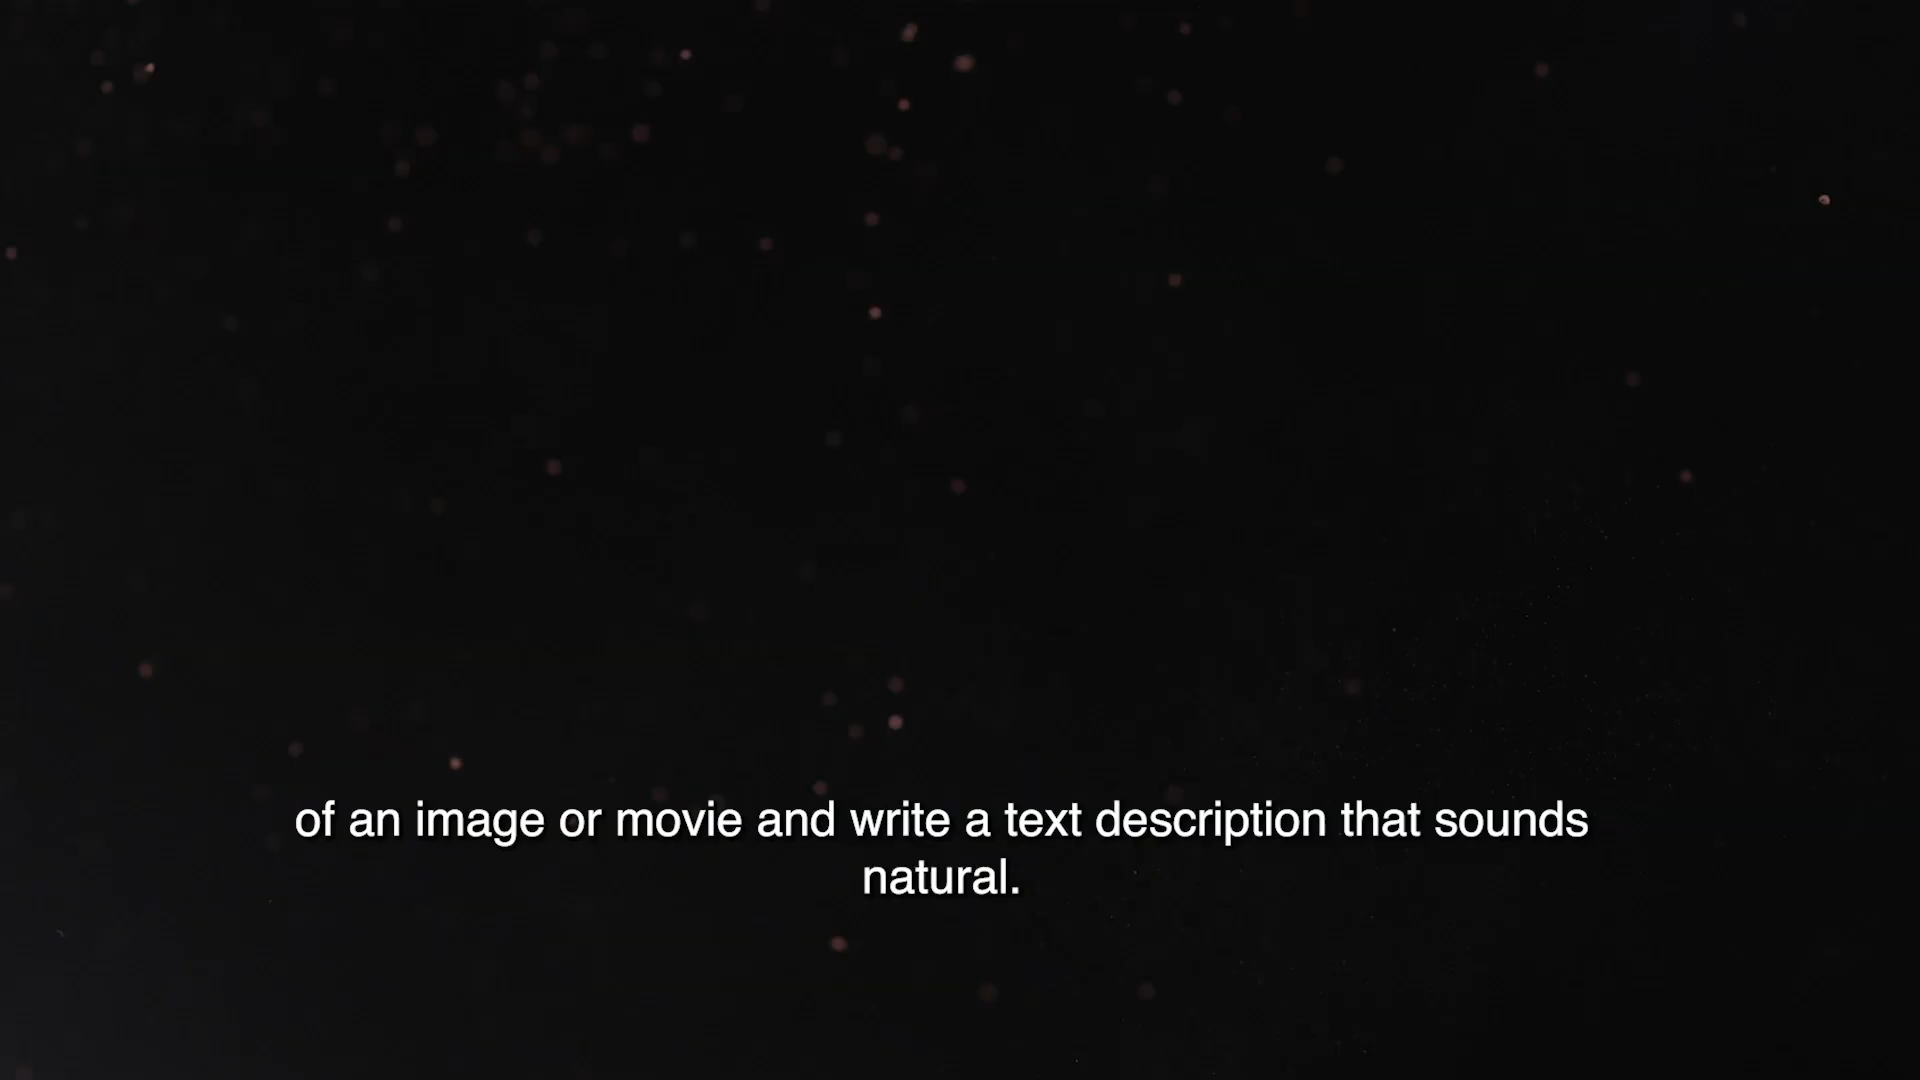 of an image or movie and write a text description that sounds
natural.